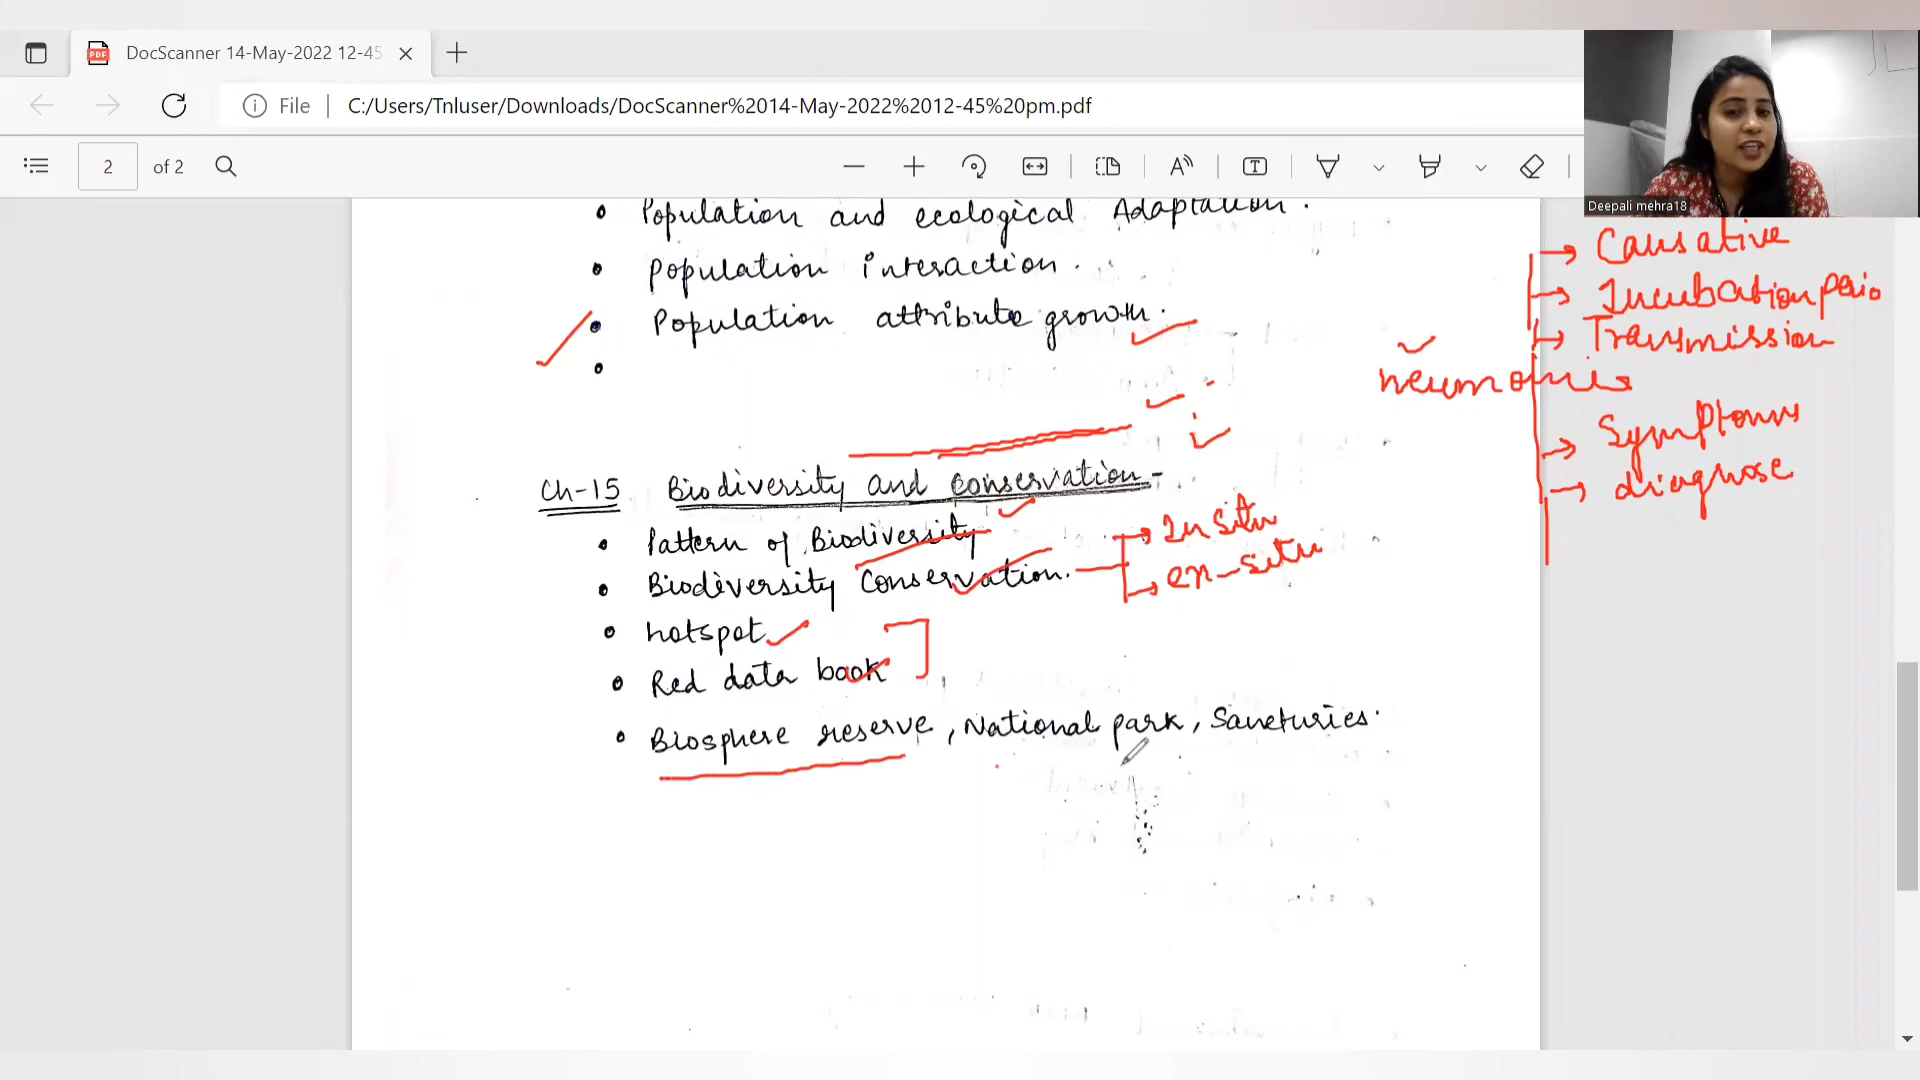 DocScanner 14-May-2022 12-45
File | C:/Users/Tnluser/Downloads/DocScanner%2014-May-2022%2012-45%20pm.pdf
2 of 2
Deepali mehra18
• Population and ecological Adaptation.
• Population interaction.
• Population attribute growth.
•
Ch-15 Biodiversity and conservation-
• Pattern of Biodiversity
• Biodiversity Conservation.
→ In situ
→ ex-situ
• hotspot
• Red data book
• Biosphere reserve, National park, Sancturies.
→ Causative
→ Incubation perio
→ Transmission
neumonia
→ Symptoms
→ diagnose